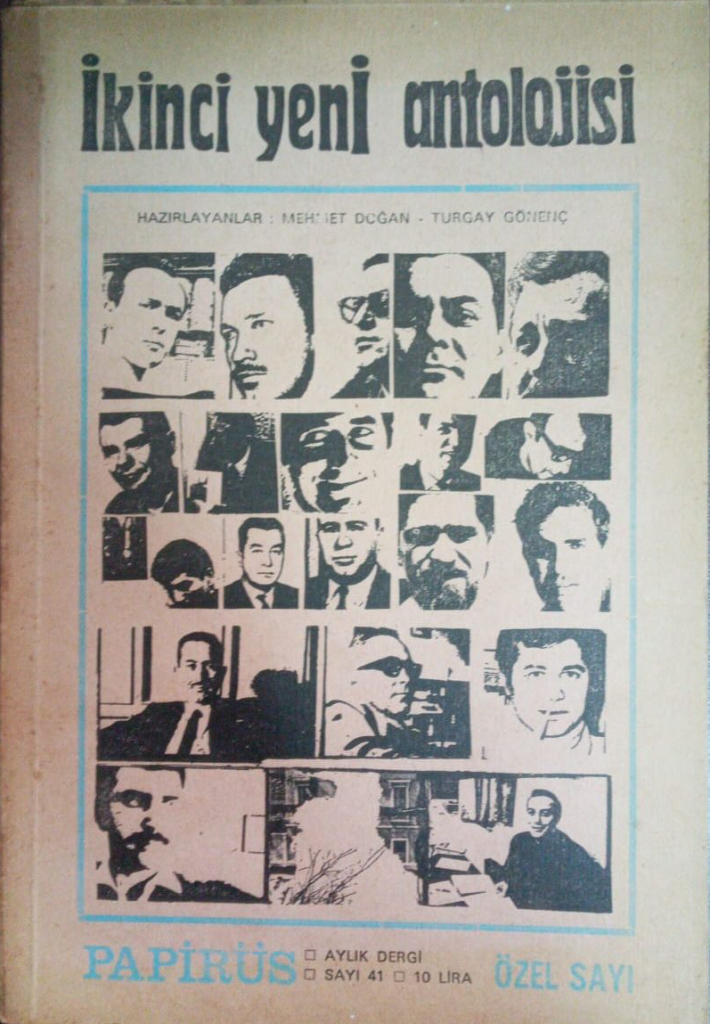 İkinci yenİ antolojisi
HAZIRLAYANLAR : MEHMET DOĞAN - TURGAY GÖNENÇ
PAPİRÜS
□ AYLIK DERGİ
□ SAYI 41 □ 10 LİRA
ÖZEL SAYI